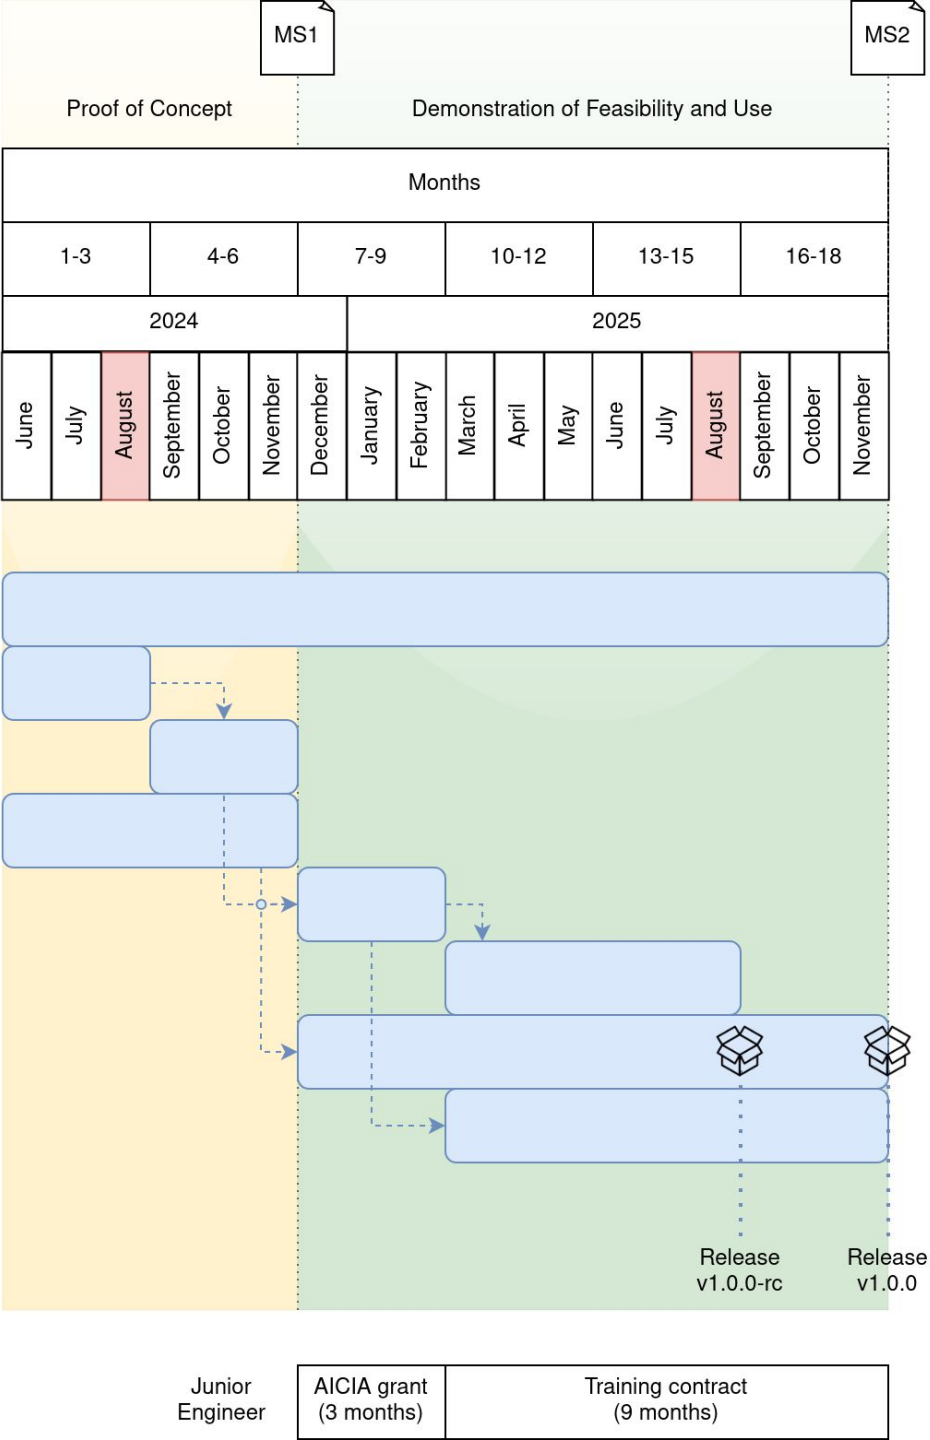 MS1
MS2
Proof of Concept
Demonstration of Feasibility and Use
Months
1-3
4-6
7-9
10-12
13-15
16-18
2024
2025
June
July
August
September
October
November
December
January
February
March
April
May
June
July
August
September
October
November
Release
v1.0.0-rc
Release
v1.0.0
Junior
Engineer
AICIA grant
(3 months)
Training contract
(9 months)